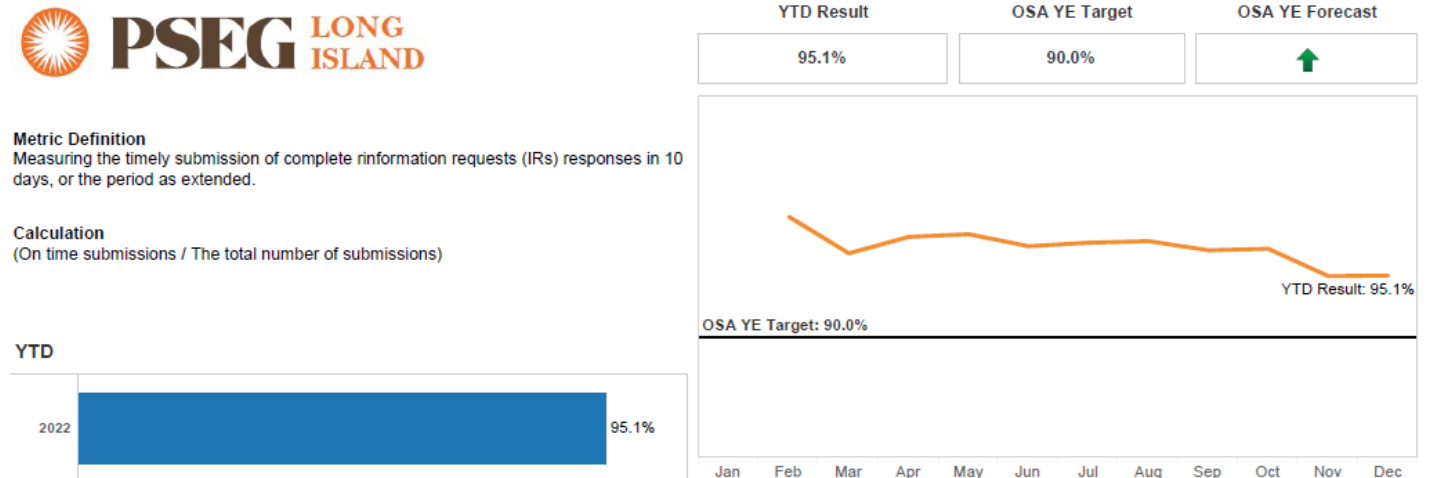 PSEG LONG ISLAND
YTD Result
OSA YE Target
OSA YE Forecast
95.1%
90.0%
Metric Definition
Measuring the timely submission of complete rinformation requests (IRs) responses in 10
days, or the period as extended.
Calculation
(On time submissions / The total number of submissions)
YTD Result: 95.1%
OSA YE Target: 90.0%
YTD
2022
95.1%
Jan Feb Mar Apr May Jun Jul Aug Sep Oct Nov Dec